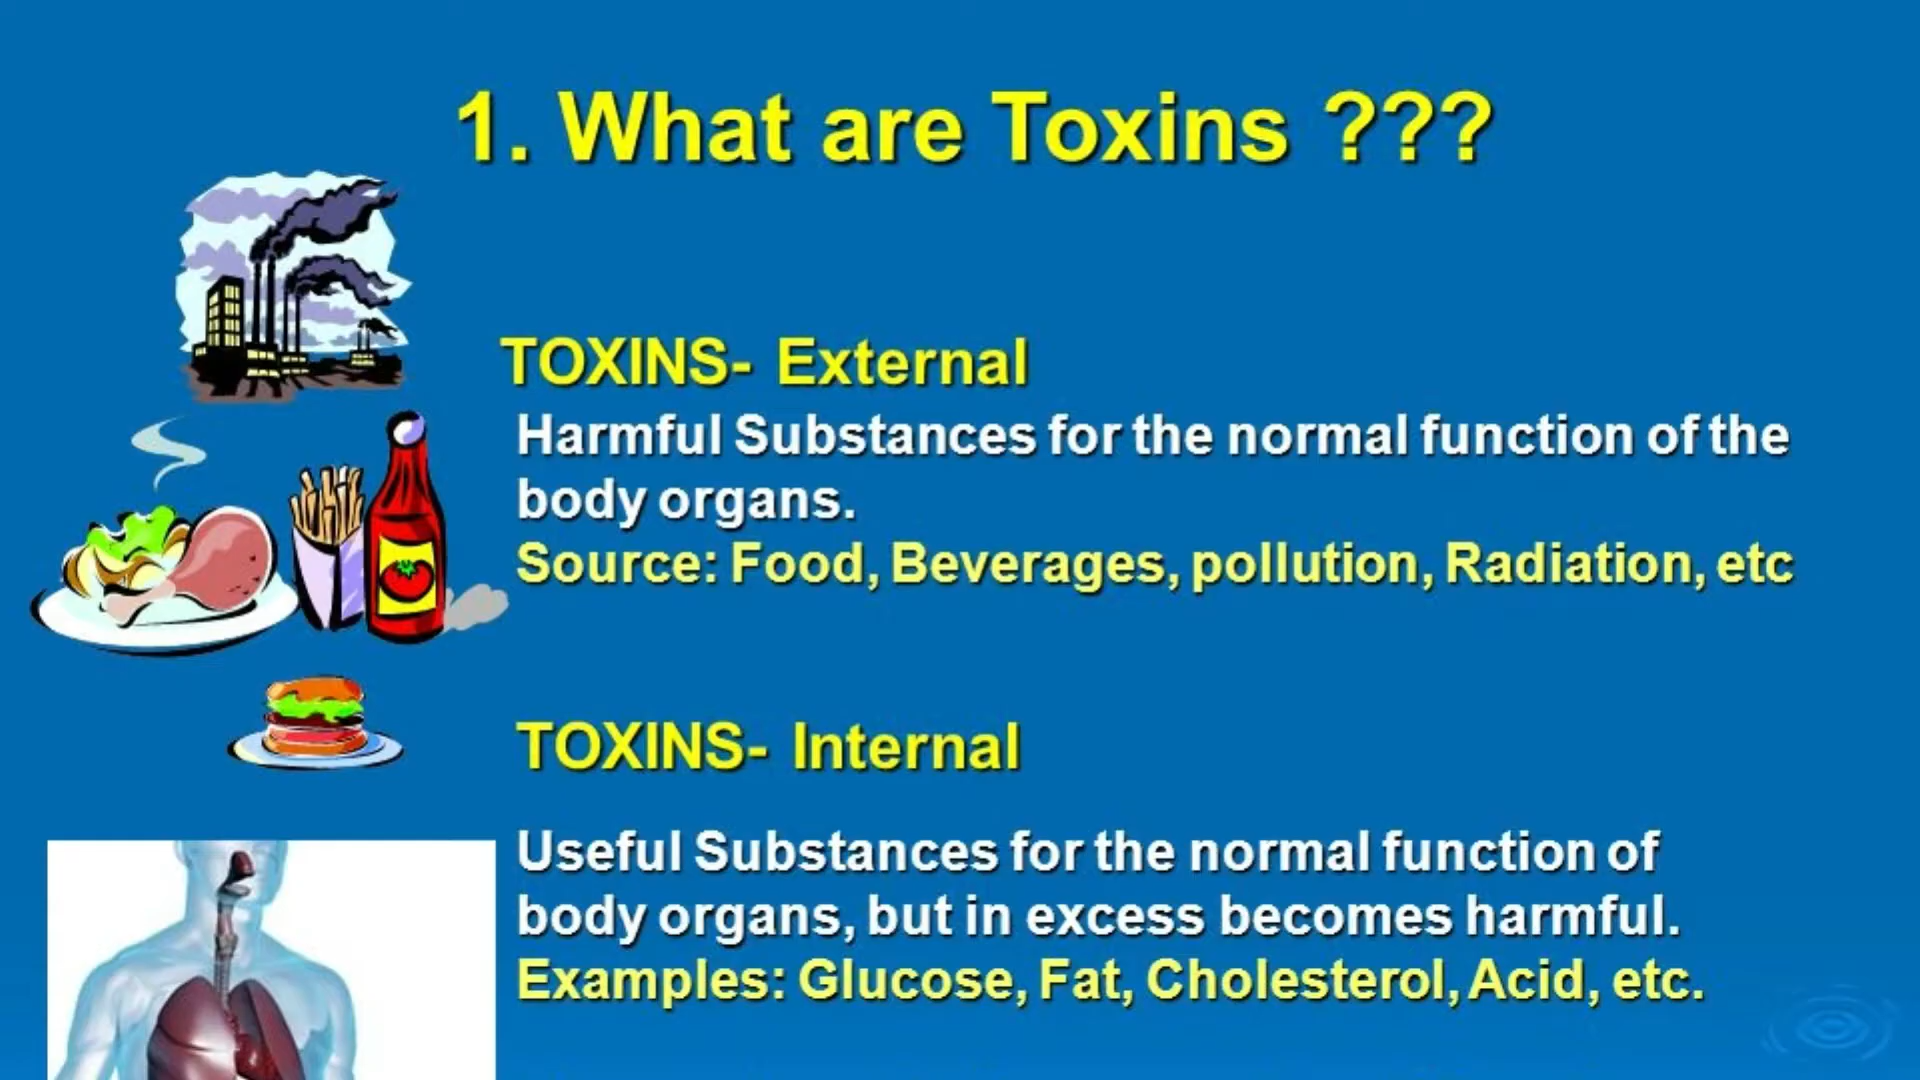 1. What are Toxins ???
TOXINS- External
Harmful Substances for the normal function of the
body organs.
Source: Food, Beverages, pollution, Radiation, etc
TOXINS- Internal
Useful Substances for the normal function of
body organs, but in excess becomes harmful.
Examples: Glucose, Fat, Cholesterol, Acid, etc.